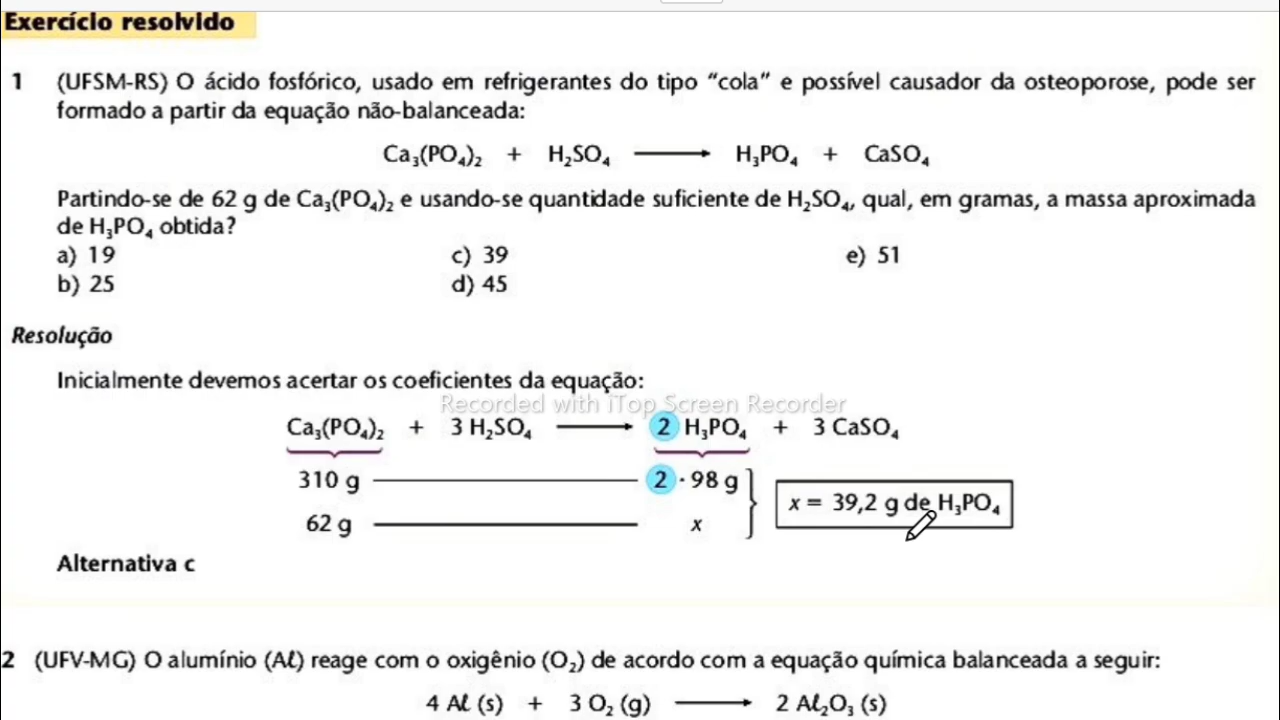 Exercício resolvido
1 (UFSM-RS) O ácido fosfórico, usado em refrigerantes do tipo “cola” e possível causador da osteoporose, pode ser
formado a partir da equação não-balanceada:
Ca₃(PO₄)₂ + H₂SO₄ ⟶ H₃PO₄ + CaSO₄
Partindo-se de 62 g de Ca₃(PO₄)₂ e usando-se quantidade suficiente de H₂SO₄, qual, em gramas, a massa aproximada
de H₃PO₄ obtida?
a) 19 c) 39 e) 51
b) 25 d) 45
Resolução
Inicialmente devemos acertar os coeficientes da equação:
Recorded with iTop Screen Recorder
Ca₃(PO₄)₂ + 3 H₂SO₄ ⟶ 2 H₃PO₄ + 3 CaSO₄
310 g 2 · 98 g
x = 39,2 g de H₃PO₄
62 g x
Alternativa c
2 (UFV-MG) O alumínio (Aℓ) reage com o oxigênio (O₂) de acordo com a equação química balanceada a seguir:
4 Aℓ (s) + 3 O₂ (g) ⟶ 2 Aℓ₂O₃ (s)